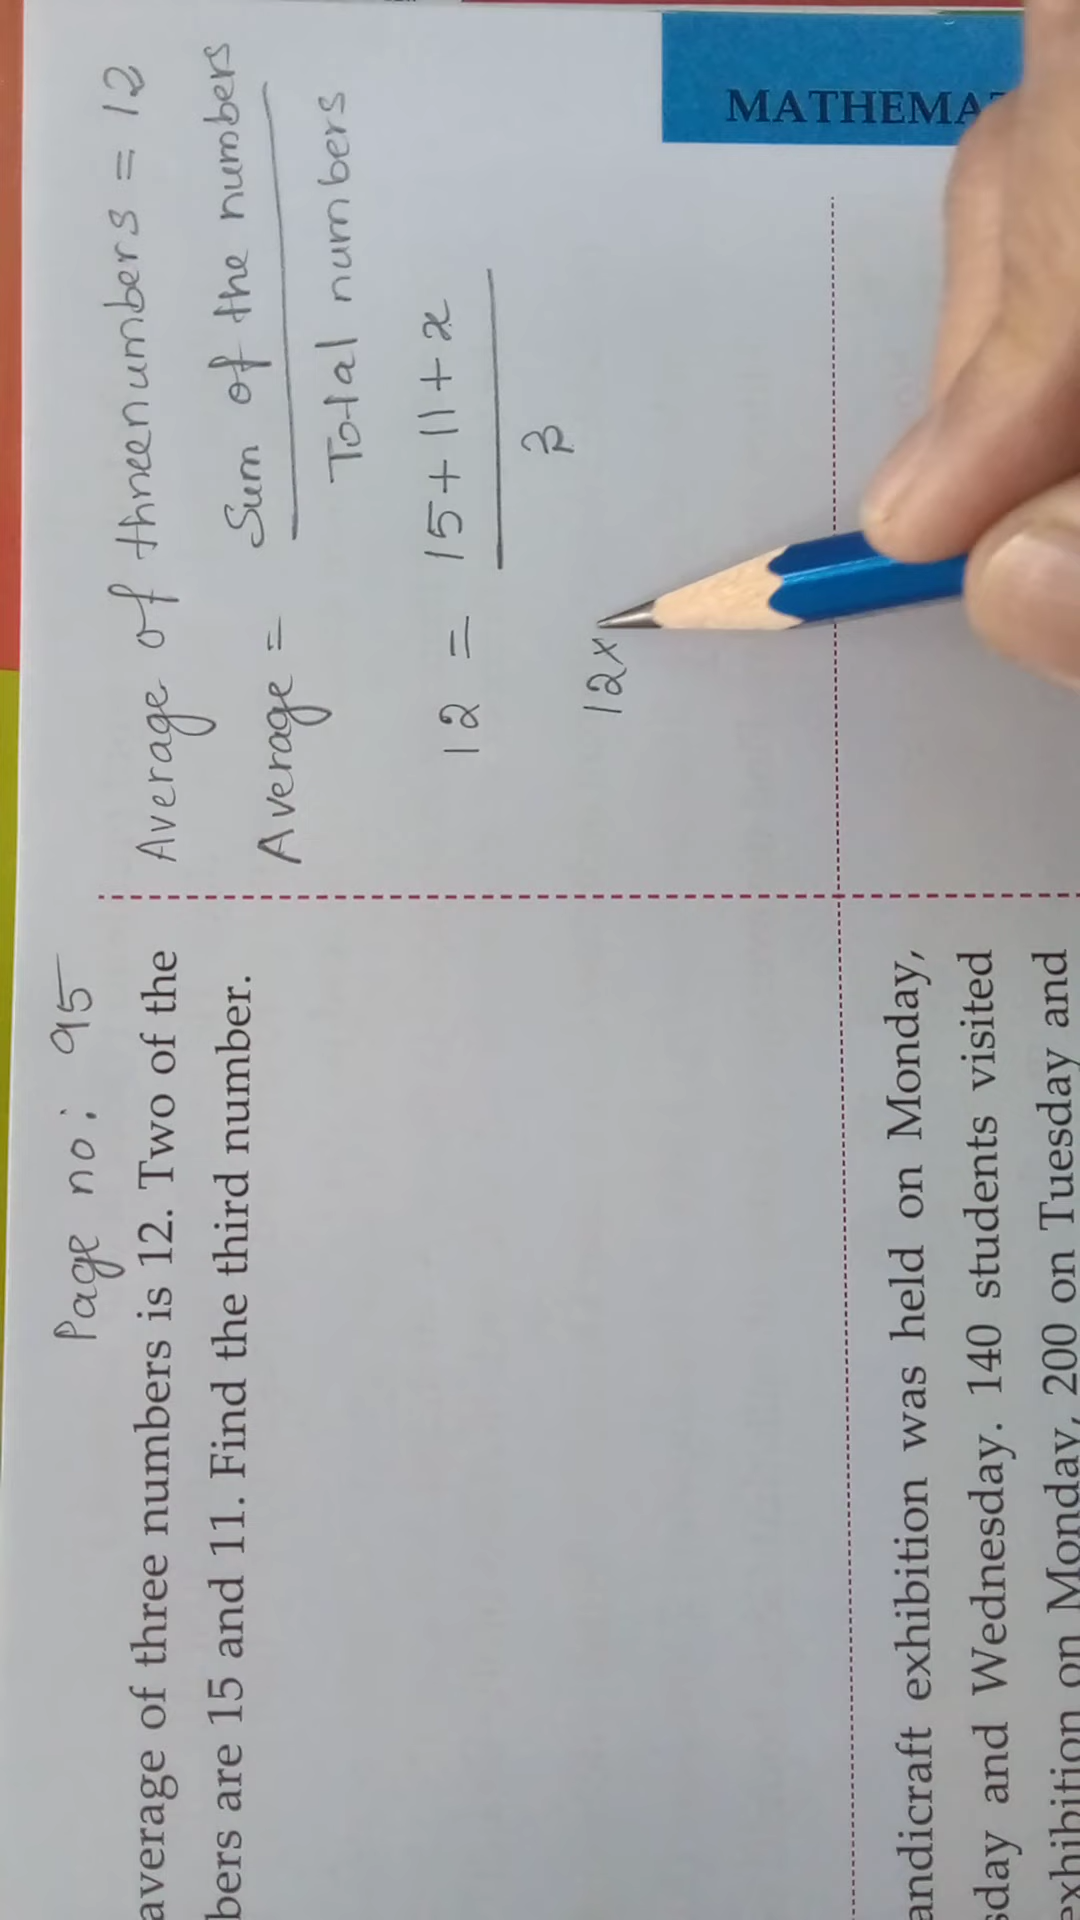 Page no: 95
average of three numbers is 12. Two of the
bers are 15 and 11. Find the third number.
andicraft exhibition was held on Monday,
sday and Wednesday. 140 students visited
exhibition on Monday, 200 on Tuesday and
MATHEMA
Average of three numbers = 12
Average = Sum of the numbers
Total numbers
12 = 15 + 11 + x
3
12x